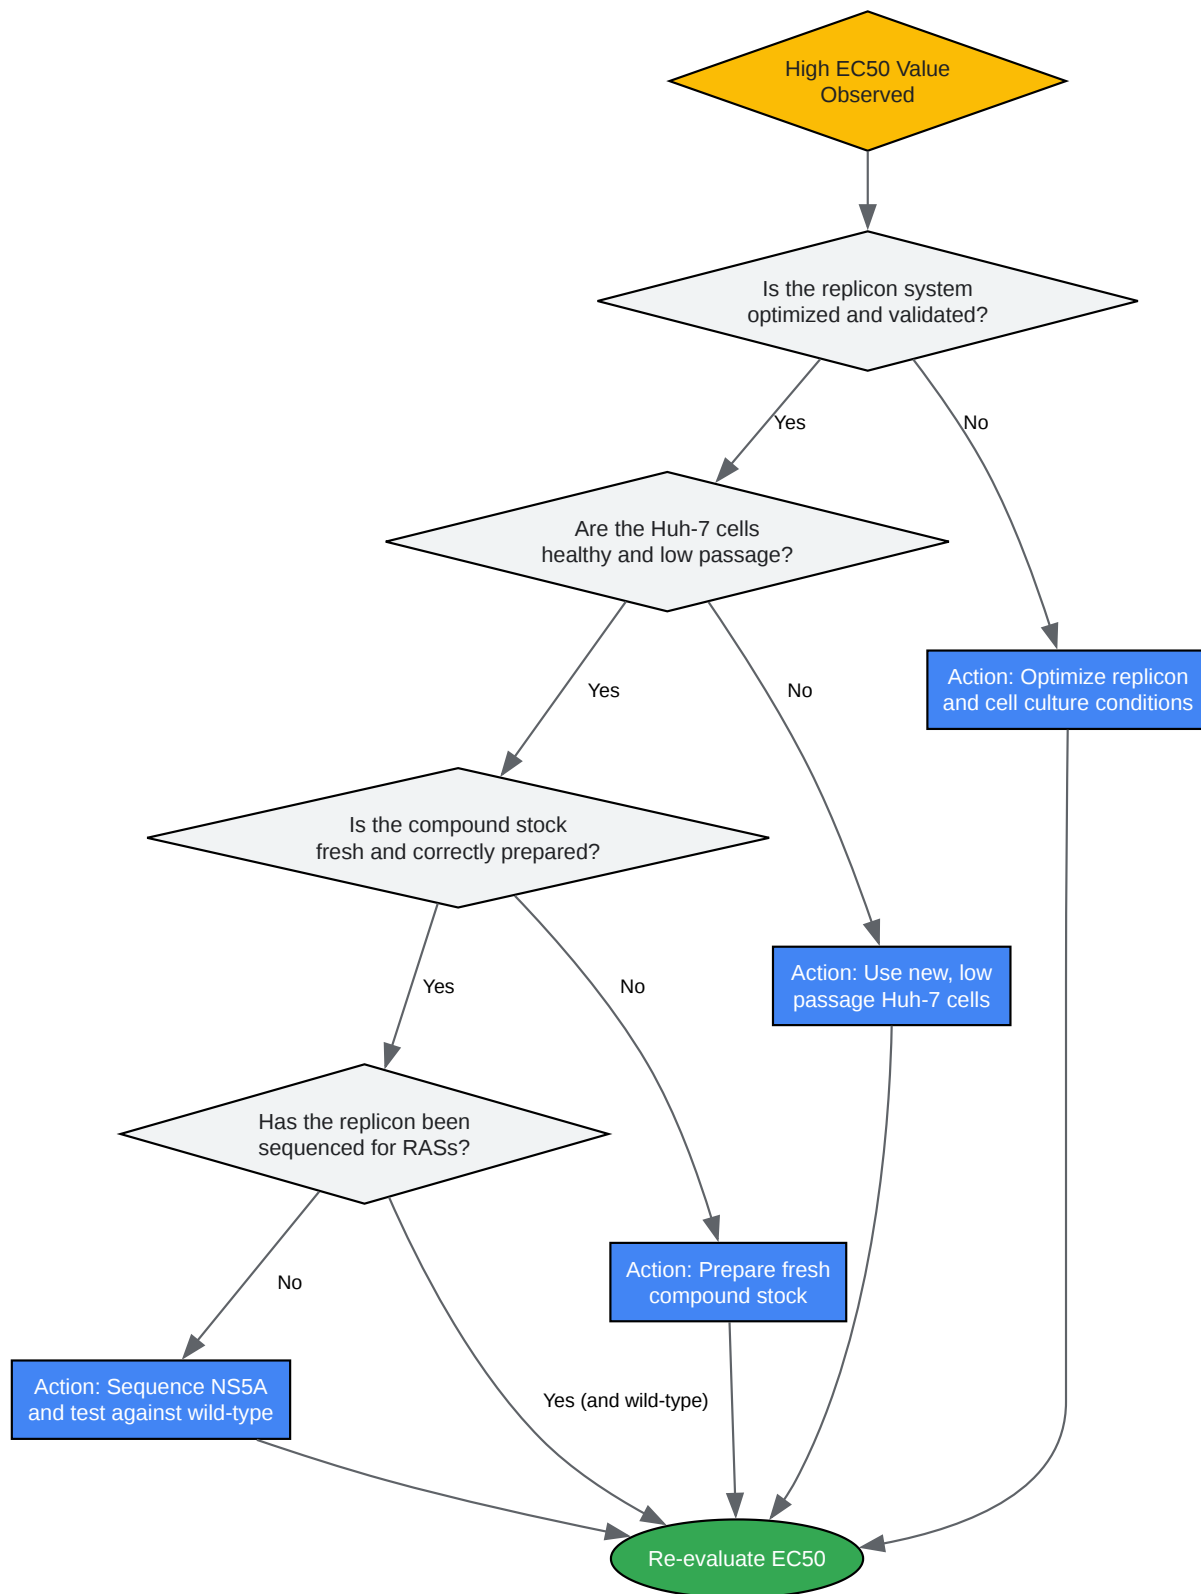 High EC50 Value
Observed
Is the replicon system
optimized and validated?
Yes
No
Are the Huh-7 cells
healthy and low passage?
Action: Optimize replicon
and cell culture conditions
Yes
No
Is the compound stock
fresh and correctly prepared?
Action: Use new, low
passage Huh-7 cells
Yes
No
Has the replicon been
sequenced for RASs?
Action: Prepare fresh
compound stock
No
Action: Sequence NS5A
and test against wild-type
Yes (and wild-type)
Re-evaluate EC50